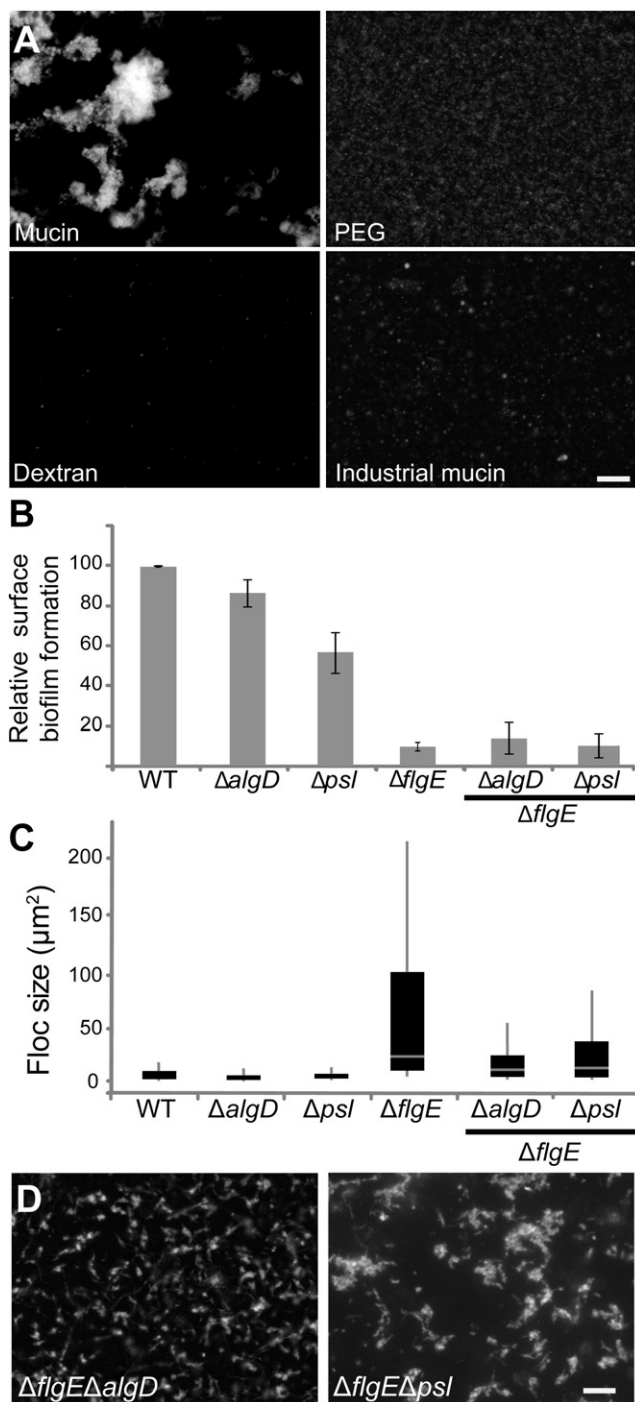 A
Mucin
PEG
Dextran
Industrial mucin
B
Relative surface
biofilm formation
100
80
60
40
20
WT
ΔalgD
Δpsl
ΔflgE
ΔalgD
Δpsl
ΔflgE
C
Floc size (μm²)
200
150
100
50
0
WT
ΔalgD
Δpsl
ΔflgE
ΔalgD
Δpsl
ΔflgE
D
ΔflgEΔalgD
ΔflgEΔpsl